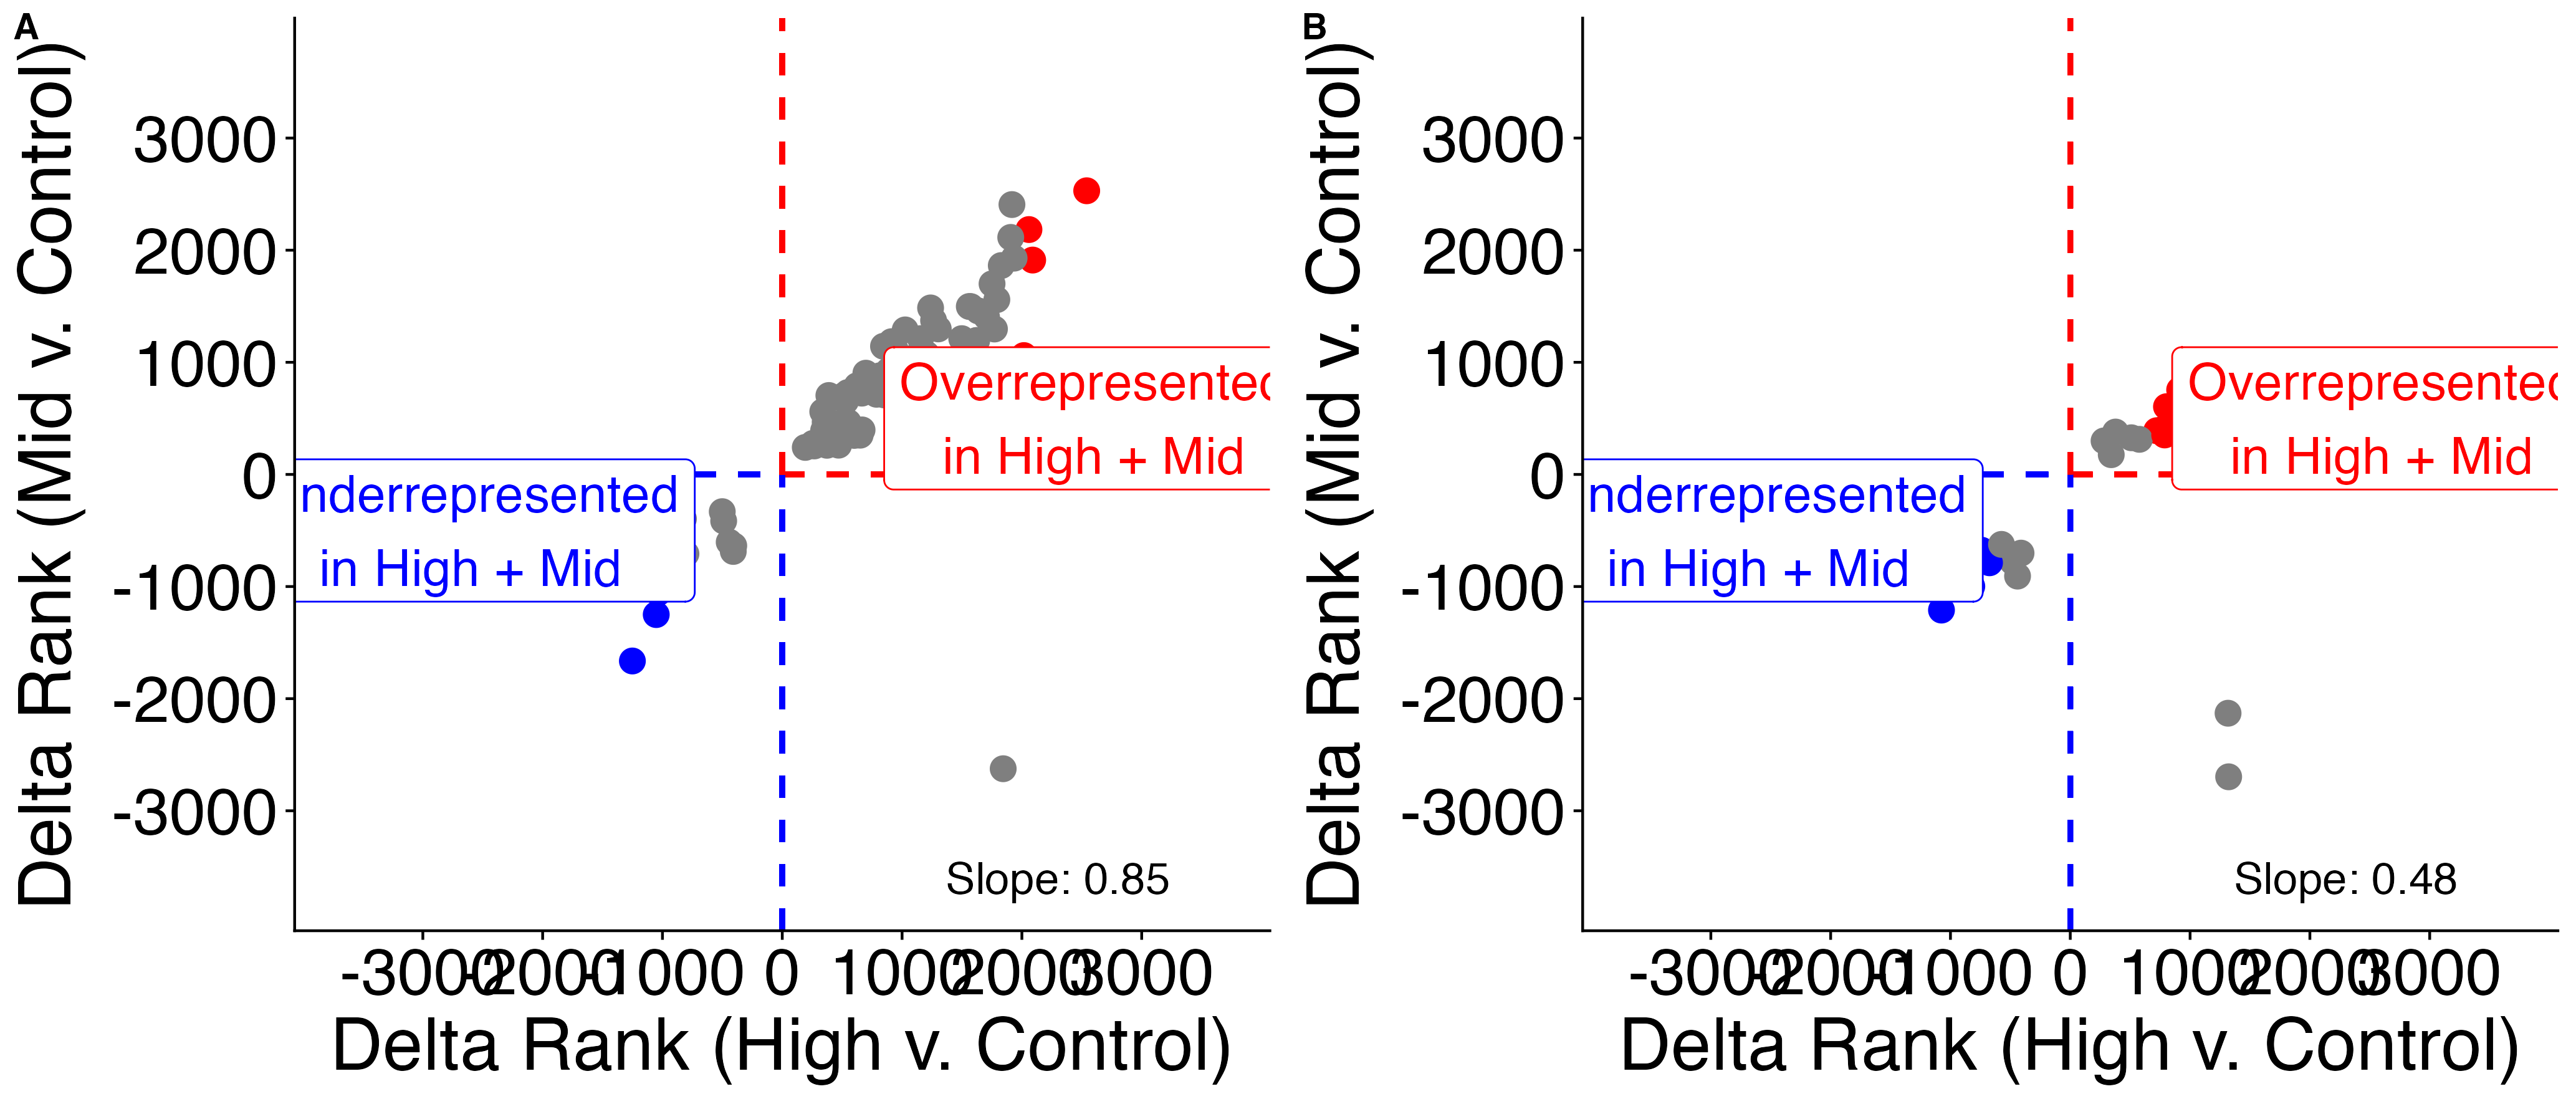 A
Delta Rank (Mid v. Control)
3000
2000
1000
0
-1000
-2000
-3000
Overrepresented
in High + Mid
nderrepresented
in High + Mid
Slope: 0.85
-3000 -2000 -1000 0 1000 2000 3000
Delta Rank (High v. Control)
B
Delta Rank (Mid v. Control)
3000
2000
1000
0
-1000
-2000
-3000
Overrepresented
in High + Mid
nderrepresented
in High + Mid
Slope: 0.48
-3000 -2000 -1000 0 1000 2000 3000
Delta Rank (High v. Control)